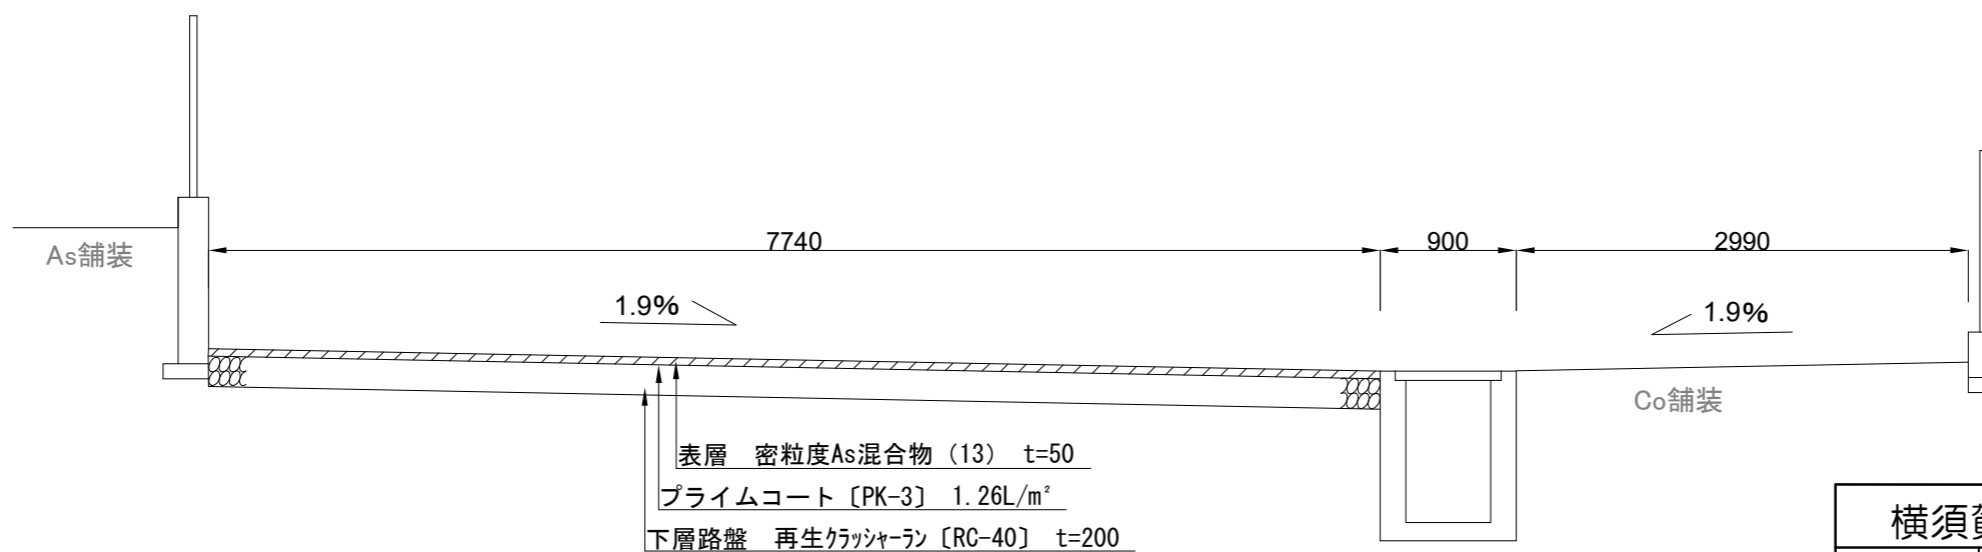 7740
900
2990
As舗装
1.9%
1.9%
Co舗装
表層 密粒度As混合物（13） t=50
プライムコート〔PK-3〕 1.26L/㎡
下層路盤 再生ｸﾗｯｼｬｰﾗﾝ〔RC-40〕 t=200
横須